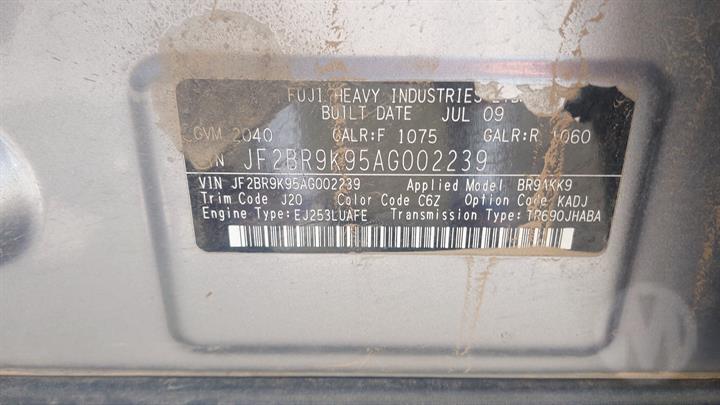 FUJI HEAVY INDUSTRIES
BUILT DATE JUL 09
GVM 2040 GALR:F 1075 GALR:R 1060
JF2BR9K95AG002239
VIN JF2BR9K95AG002239 Applied Model BR9AKK9
Trim Code J20 Color Code C6Z Option Code KADJ
Engine Type:EJ253LUAFE Transmission Type:TR690JHABA
M